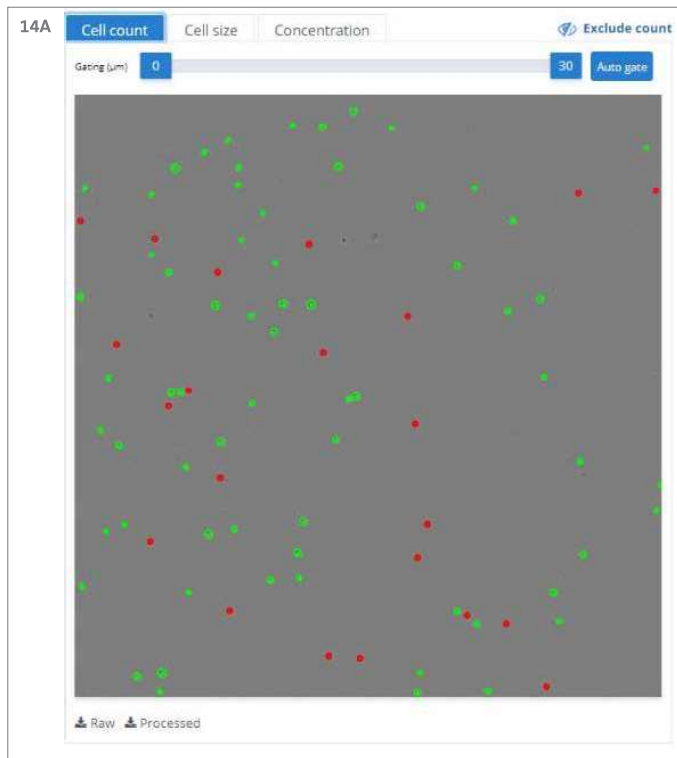 14A
Cell count Cell size Concentration Exclude count
Gating (µm) 0 30 Auto gate
Raw Processed